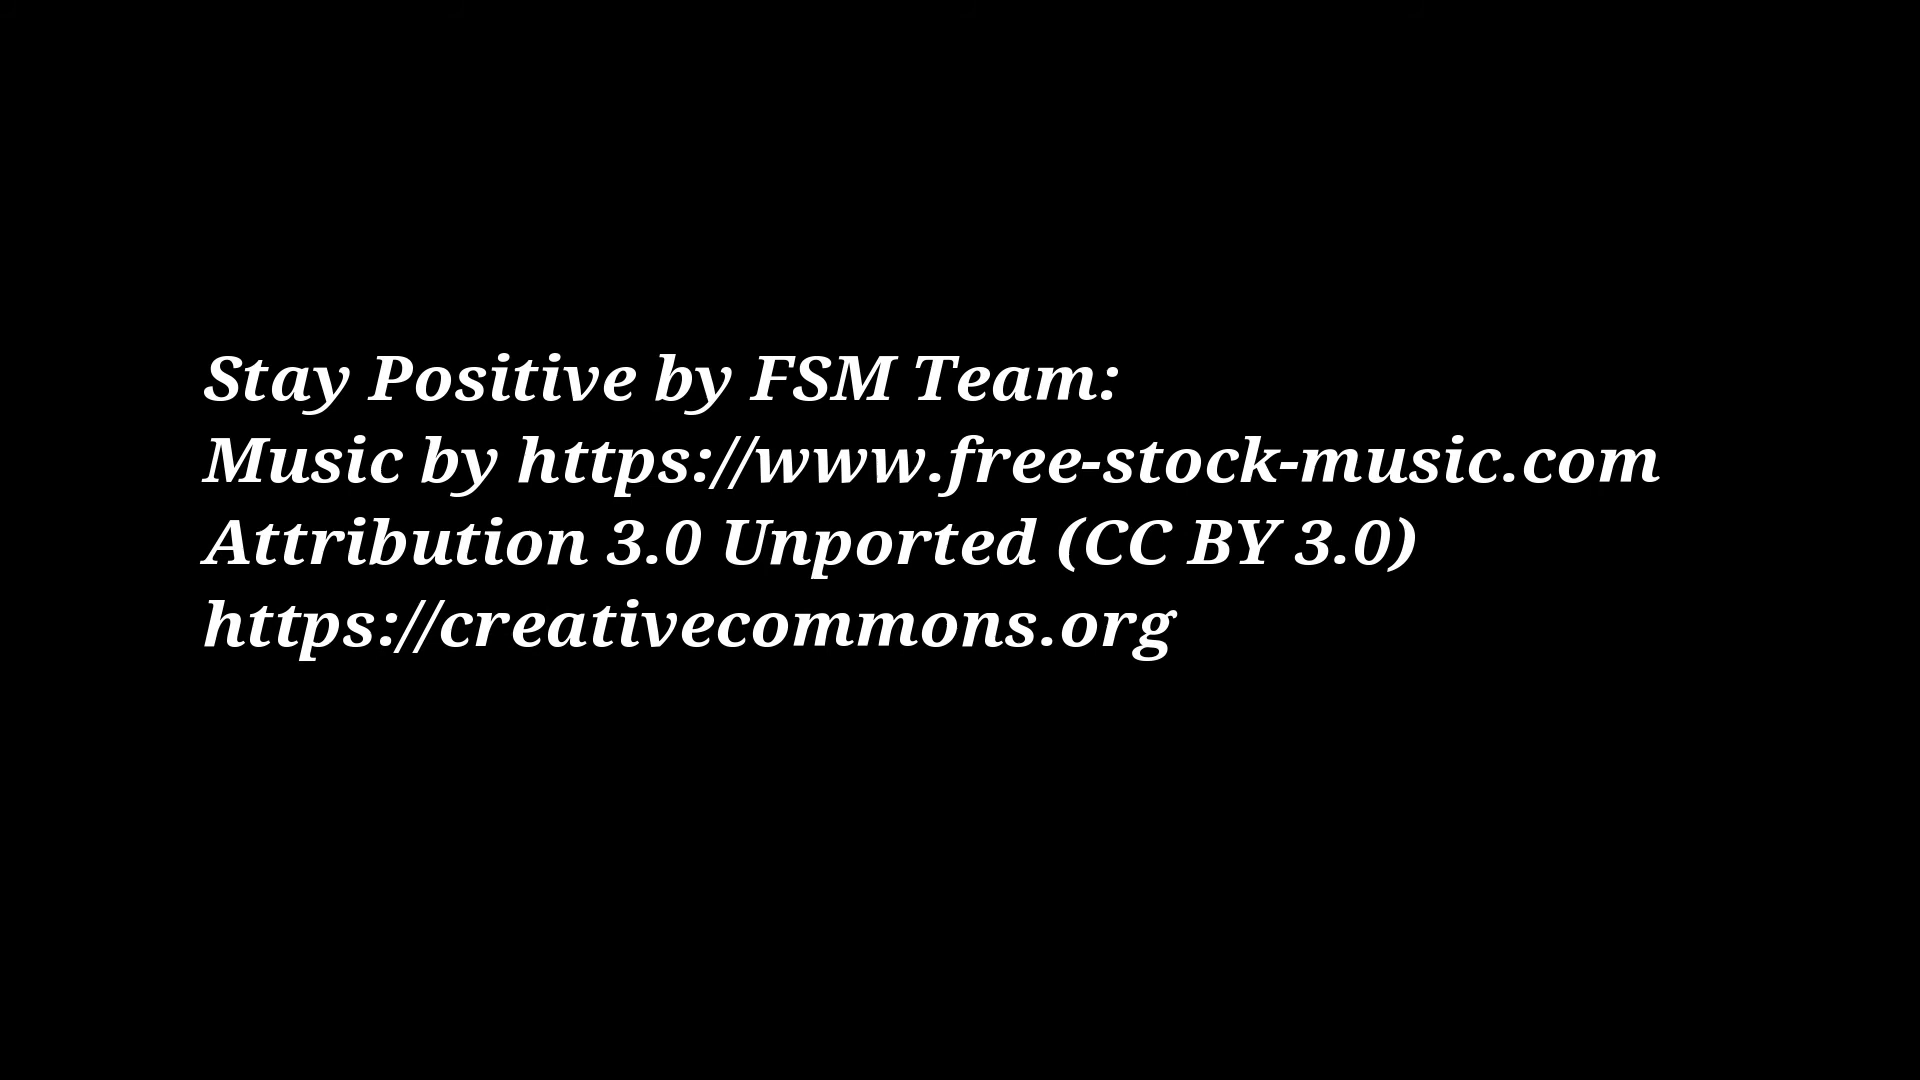 Stay Positive by FSM Team:
Music by https://www.free-stock-music.com
Attribution 3.0 Unported (CC BY 3.0)
https://creativecommons.org